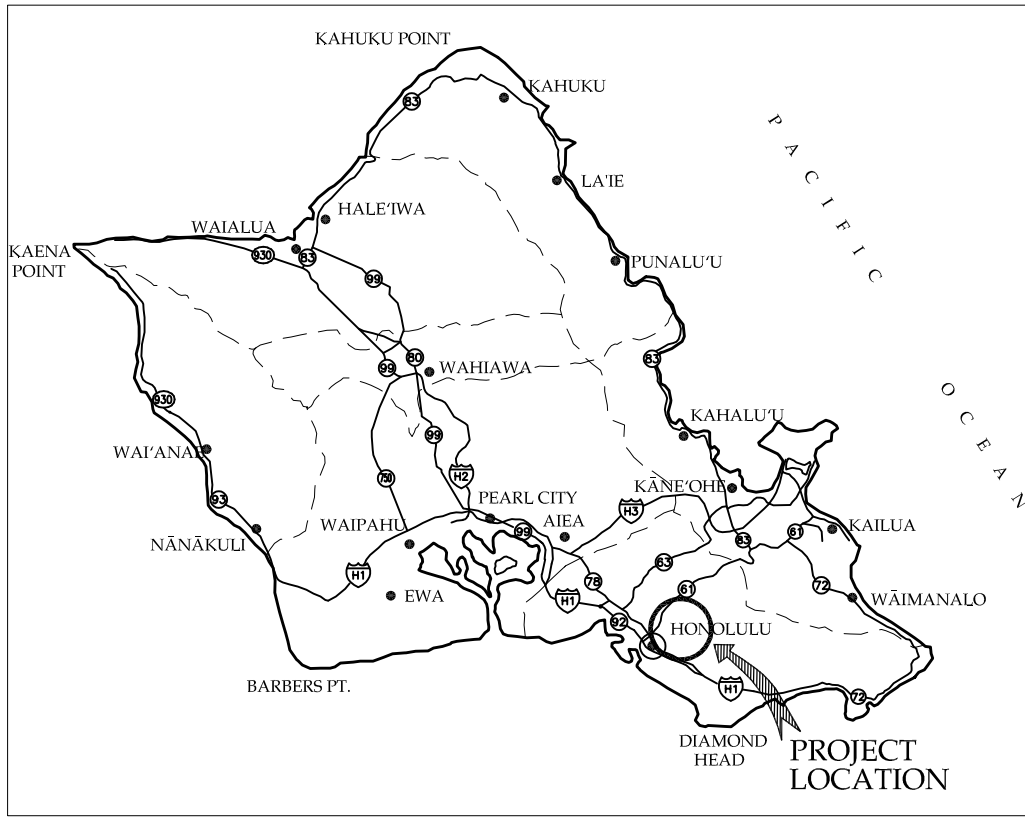 KAHUKU POINT
83
KAHUKU
PACIFIC
LA'IE
HALE‘IWA
WAIALUA
KAENA
POINT
930
83
99
PUNALU‘U
OCEAN
83
80
99
WAHIAWA
930
KAHALU‘U
99
WAI‘ANAE
750
H2
KĀNE‘OHE
93
PEARL CITY
H3
WAIPAHU
99
AIEA
61
KAILUA
83
NĀNĀKULI
H1
63
78
61
72
EWA
H1
WĀIMANALO
92
HONOLULU
BARBERS PT.
H1
72
DIAMOND
HEAD
PROJECT
LOCATION